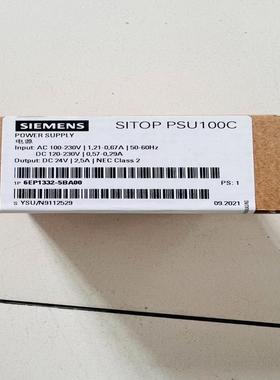 SIEMENS
SITOP PSU100C
POWER SUPPLY
电源
Input: AC 100-230V | 1,21-0,67A | 50-60Hz
DC 120-230V | 0,57-0,29A
Output: DC 24V | 2,5A | NEC Class 2
1P 6EP1332-5BA00
PS: 1
S YSU/N9112529
09.2021